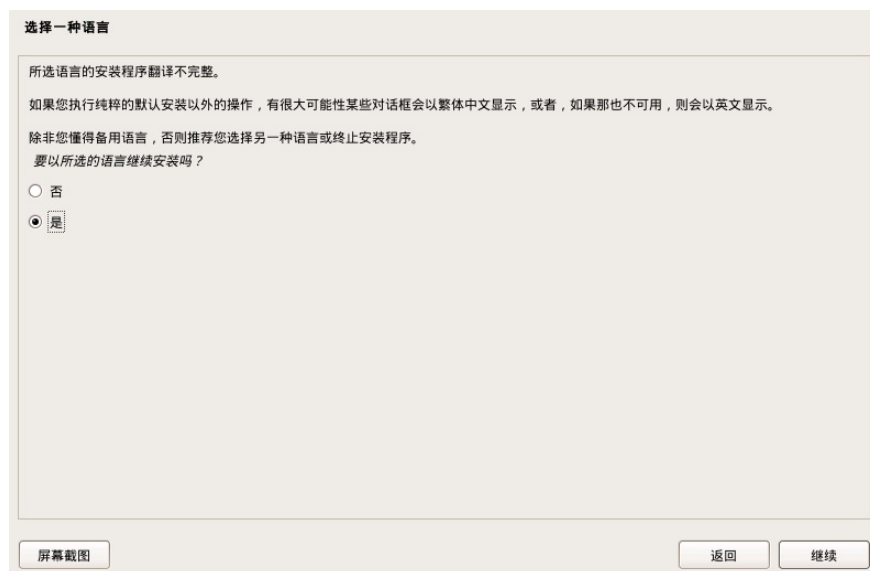 选择一种语言
所选语言的安装程序翻译不完整。
如果您执行纯粹的默认安装以外的操作，有很大可能性某些对话框会以繁体中文显示，或者，如果那也不可用，则会以英文显示。
除非您懂得备用语言，否则推荐您选择另一种语言或终止安装程序。
要以所选的语言继续安装吗？
否
是
屏幕截图
返回
继续